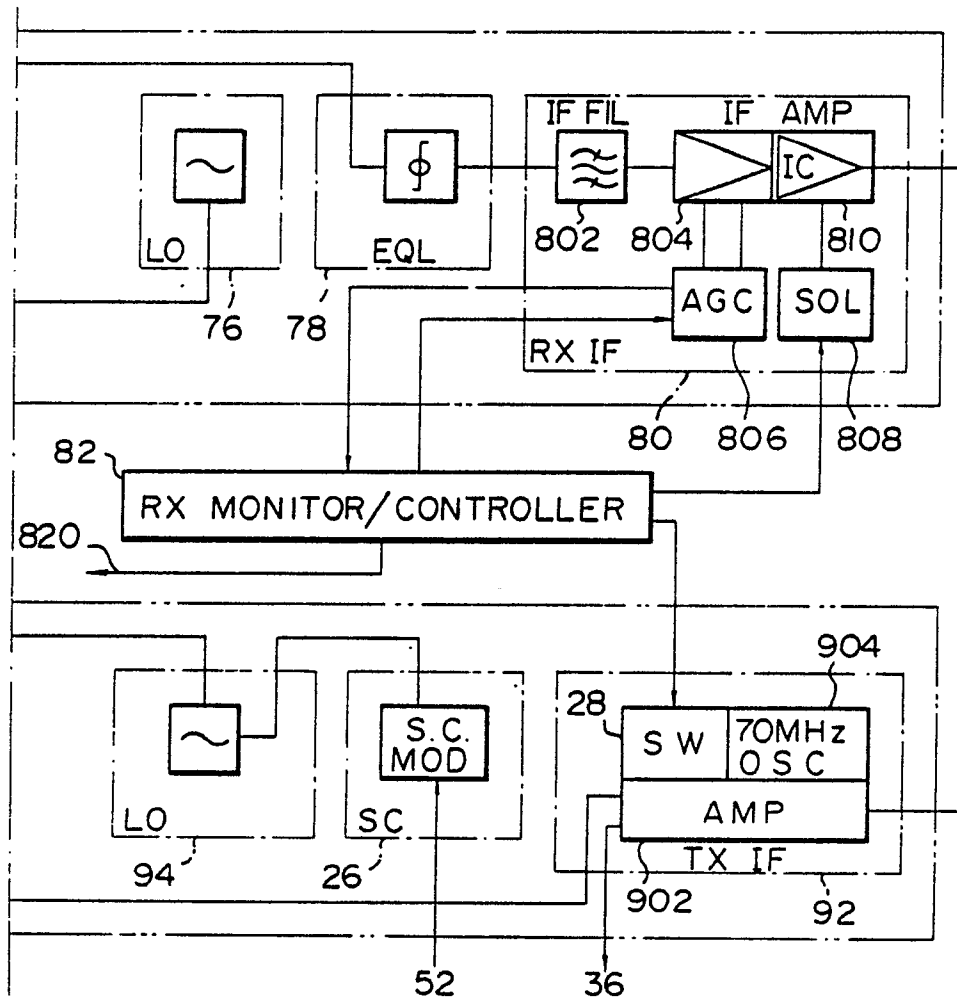 IF FIL
IF AMP
IC
LO
EQL
802
804
810
76
78
AGC
SOL
RX IF
80
806
808
82
RX MONITOR/CONTROLLER
820
904
28
S.C.
MOD
SW
70MHz
OSC
AMP
LO
SC
TX IF
94
26
902
92
52
36